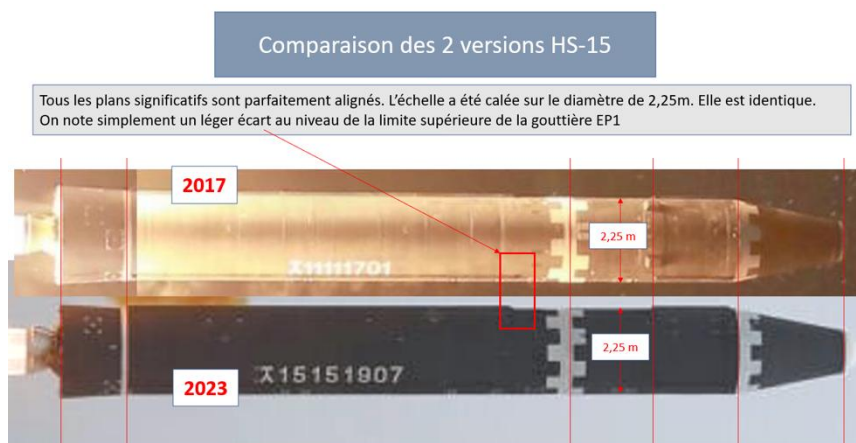 Comparaison des 2 versions HS-15
Tous les plans significatifs sont parfaitement alignés. L’échelle a été calée sur le diamètre de 2,25m. Elle est identique.
On note simplement un léger écart au niveau de la limite supérieure de la gouttière EP1
2017
2,25 m
ㅈ11111701
2,25 m
ㅈ15151907
2023